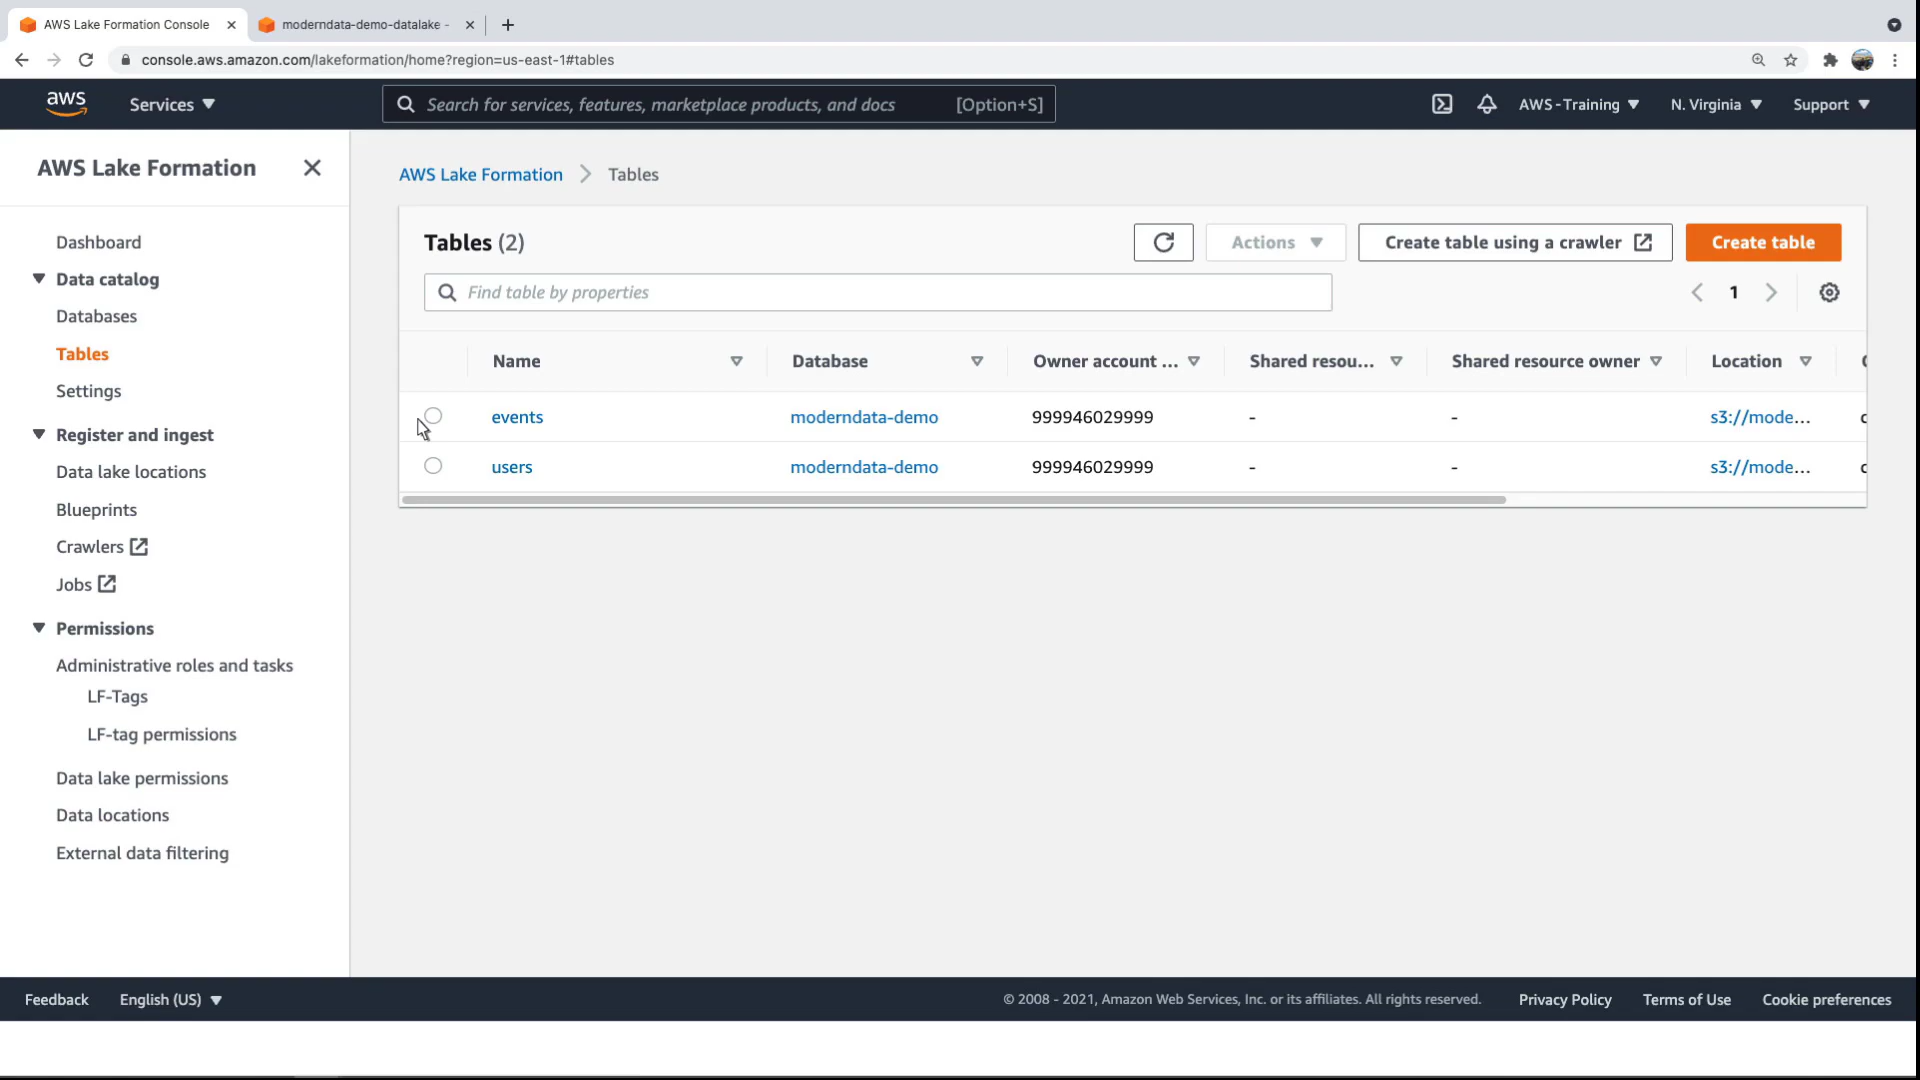 AWS Lake Formation Console
moderndata-demo-datalake -
console.aws.amazon.com/lakeformation/home?region=us-east-1#tables
aws
Services
Search for services, features, marketplace products, and docs [Option+S]
AWS-Training
N. Virginia
Support
AWS Lake Formation
Dashboard
Data catalog
Databases
Tables
Settings
Register and ingest
Data lake locations
Blueprints
Crawlers
Jobs
Permissions
Administrative roles and tasks
LF-Tags
LF-tag permissions
Data lake permissions
Data locations
External data filtering
AWS Lake Formation Tables
Tables (2)
Actions
Create table using a crawler
Create table
Find table by properties
1
Name Database Owner account ... Shared resou... Shared resource owner Location
events moderndata-demo 999946029999 - - s3://mode...
users moderndata-demo 999946029999 - - s3://mode...
Feedback English (US) © 2008 - 2021, Amazon Web Services, Inc. or its affiliates. All rights reserved. Privacy Policy Terms of Use Cookie preferences